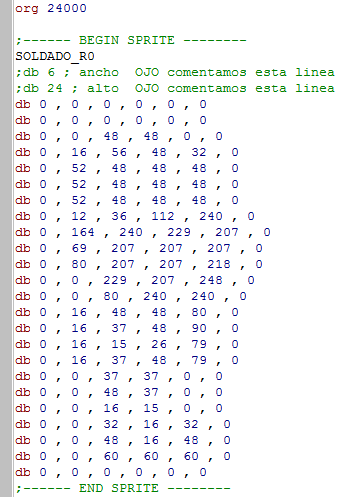 org 24000
;------ BEGIN SPRITE --------
SOLDADO_R0
;db 6 ; ancho  OJO comentamos esta linea
;db 24 ; alto  OJO comentamos esta linea
db 0 , 0 , 0 , 0 , 0 , 0
db 0 , 0 , 0 , 0 , 0 , 0
db 0 , 0 , 48 , 48 , 0 , 0
db 0 , 16 , 56 , 48 , 32 , 0
db 0 , 52 , 48 , 48 , 48 , 0
db 0 , 52 , 48 , 48 , 48 , 0
db 0 , 52 , 48 , 48 , 48 , 0
db 0 , 12 , 36 , 112 , 240 , 0
db 0 , 164 , 240 , 229 , 207 , 0
db 0 , 69 , 207 , 207 , 207 , 0
db 0 , 80 , 207 , 207 , 218 , 0
db 0 , 0 , 229 , 207 , 248 , 0
db 0 , 0 , 80 , 240 , 240 , 0
db 0 , 16 , 48 , 48 , 80 , 0
db 0 , 16 , 37 , 48 , 90 , 0
db 0 , 16 , 15 , 26 , 79 , 0
db 0 , 16 , 37 , 48 , 79 , 0
db 0 , 0 , 37 , 37 , 0 , 0
db 0 , 0 , 48 , 37 , 0 , 0
db 0 , 0 , 16 , 15 , 0 , 0
db 0 , 0 , 32 , 16 , 32 , 0
db 0 , 0 , 48 , 16 , 48 , 0
db 0 , 0 , 60 , 60 , 60 , 0
db 0 , 0 , 0 , 0 , 0 , 0
;------ END SPRITE --------